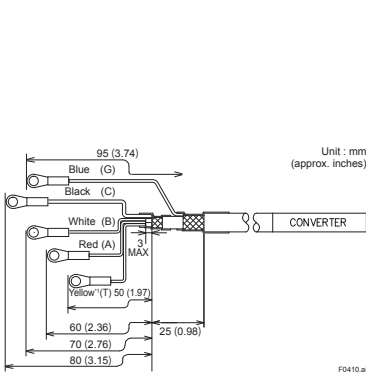 95 (3.74)
Blue (G)
Unit : mm
(approx. inches)
Black (C)
White (B)
CONVERTER
Red (A)
3
MAX
Yellow*1(T) 50 (1.97)
60 (2.36)
25 (0.98)
70 (2.76)
80 (3.15)
F0410.ai